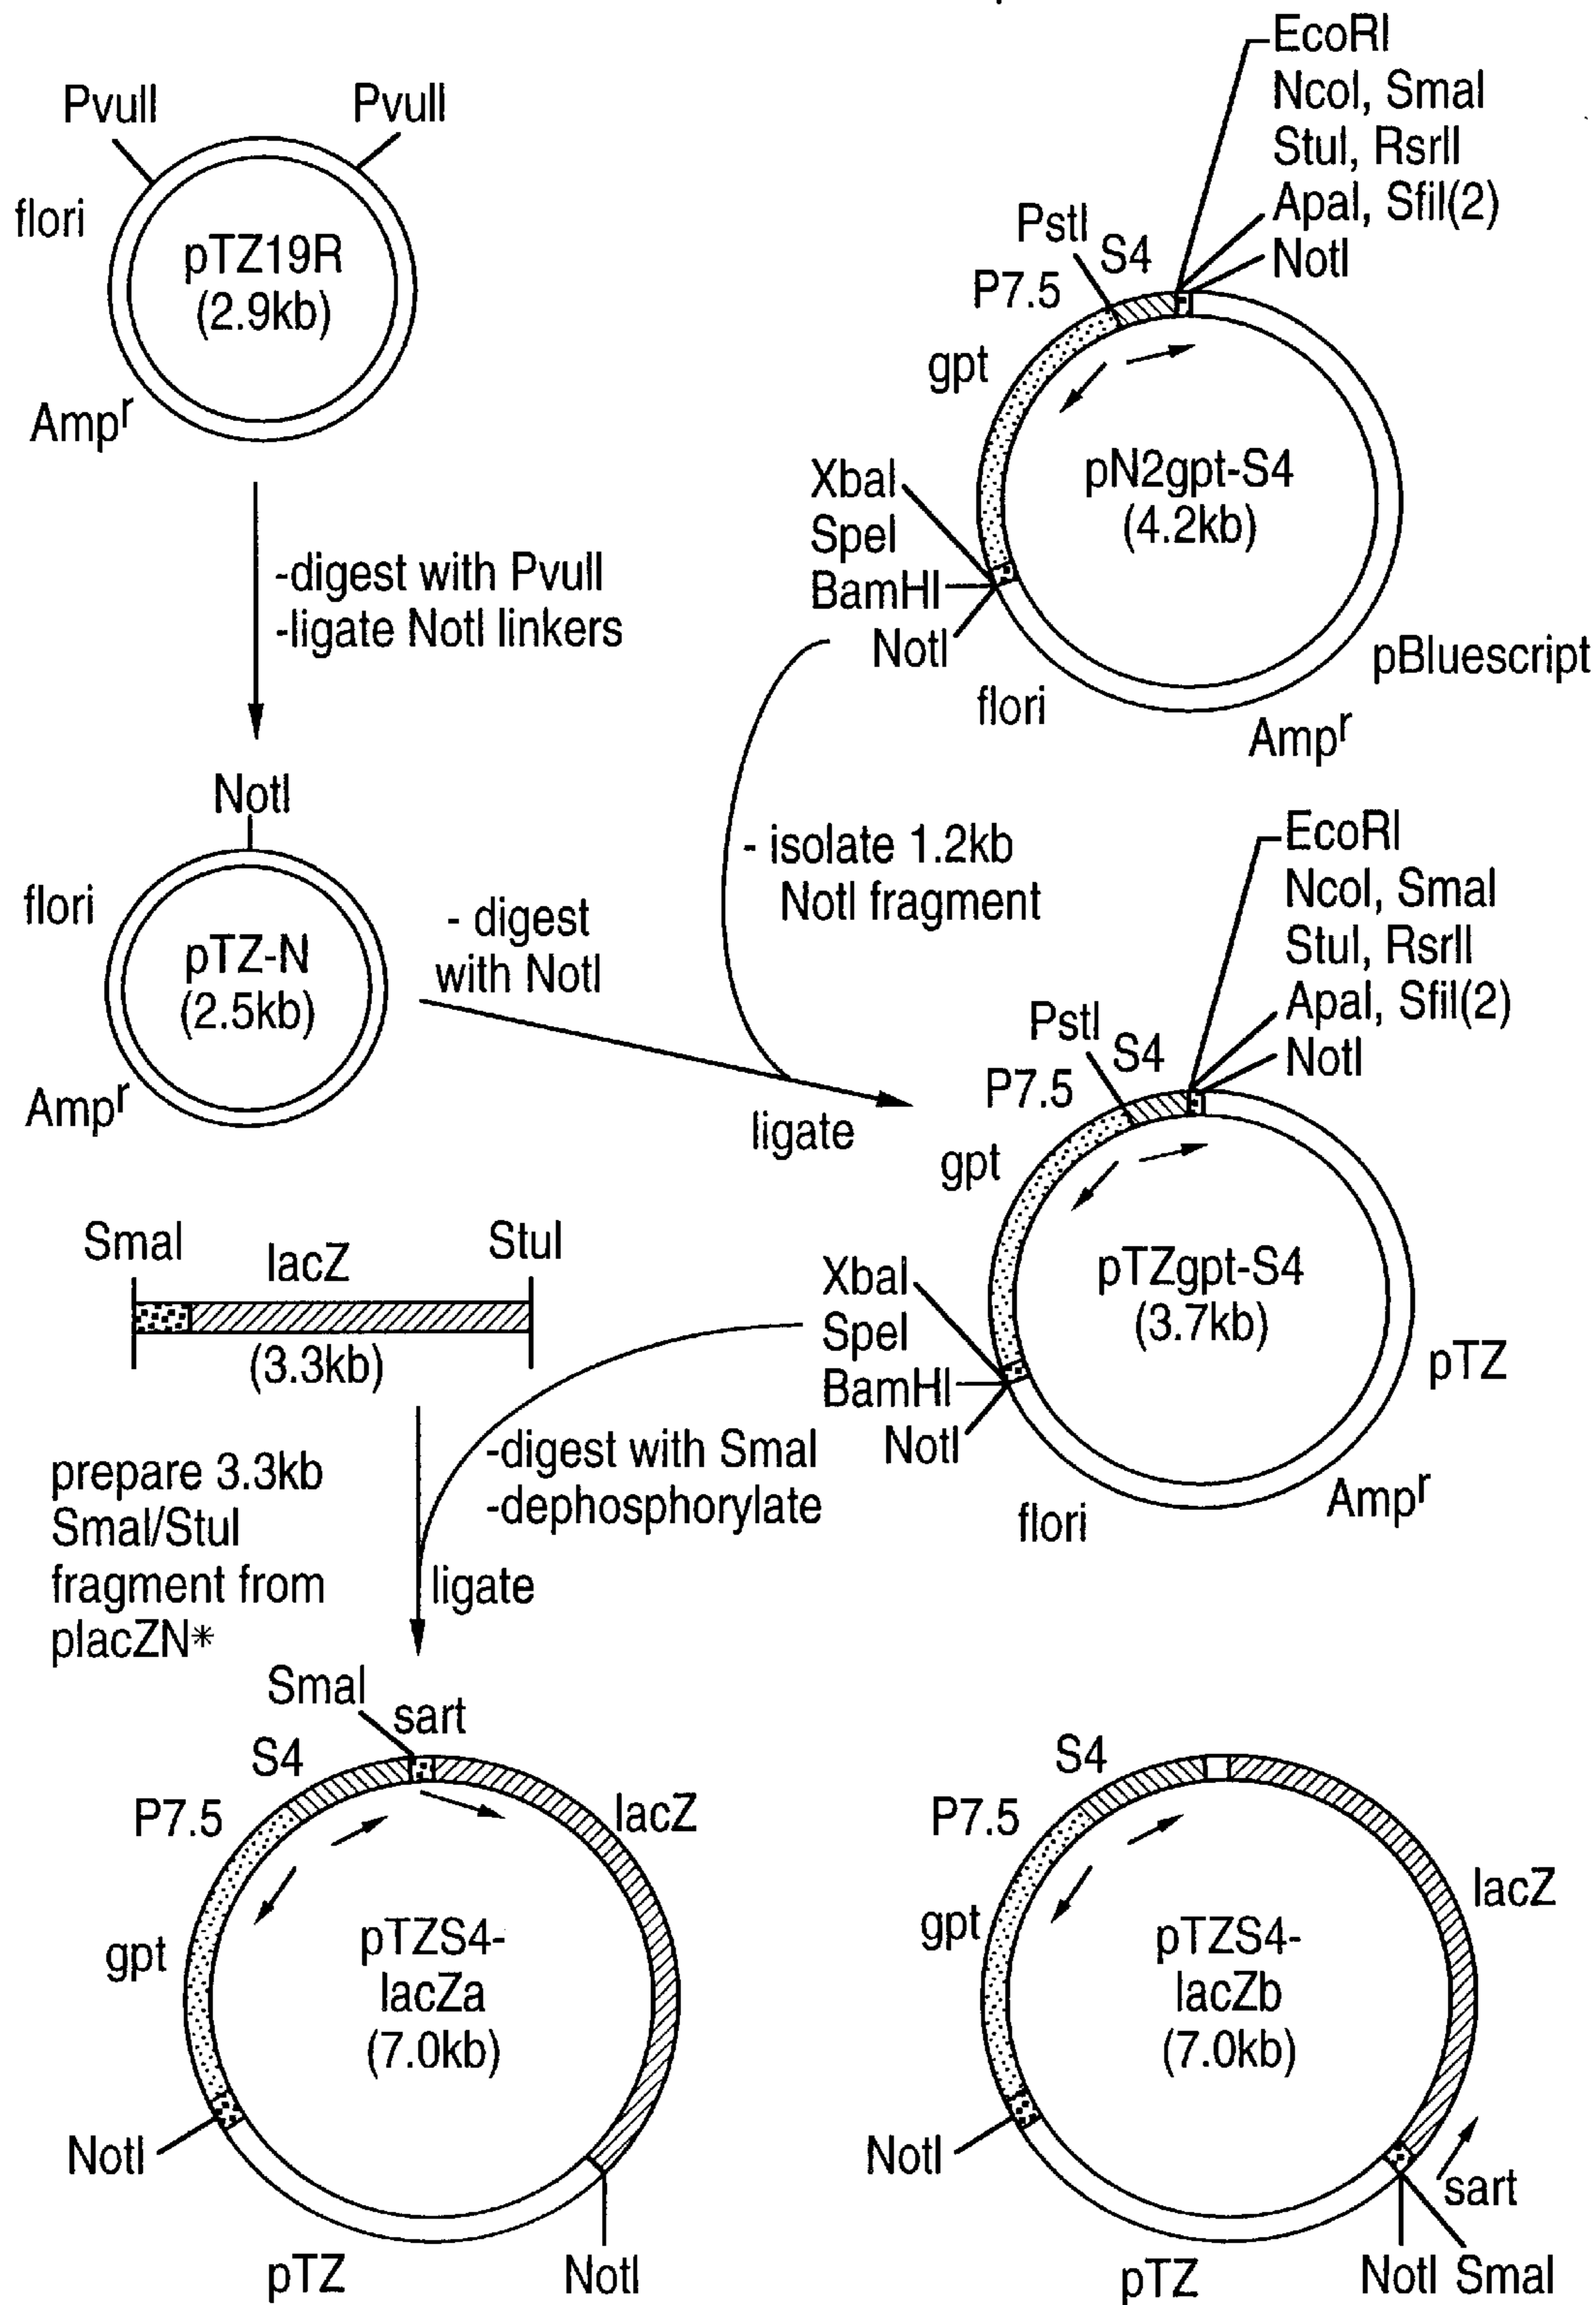 PvuII
PvuII
fIori
pTZ19R
(2.9kb)
Ampr
-digest with PvuII
-ligate NotI linkers
EcoRI
NcoI, SmaI
StuI, RsrII
ApaI, SfiI(2)
NotI
PstI
S4
P7.5
gpt
pN2gpt-S4
(4.2kb)
XbaI
SpeI
BamHI
NotI
fIori
Ampr
pBluescript
NotI
fIori
pTZ-N
(2.5kb)
Ampr
- digest
with NotI
- isolate 1.2kb
NotI fragment
ligate
EcoRI
NcoI, SmaI
StuI, RsrII
ApaI, SfiI(2)
NotI
PstI
S4
P7.5
gpt
pTZgpt-S4
(3.7kb)
XbaI
SpeI
BamHI
NotI
fIori
Ampr
pTZ
SmaI
lacZ
StuI
(3.3kb)
prepare 3.3kb
SmaI/StuI
fragment from
placZN*
-digest with SmaI
-dephosphorylate
ligate
SmaI
sart
S4
P7.5
lacZ
gpt
pTZS4-
lacZa
(7.0kb)
NotI
pTZ
NotI
S4
P7.5
lacZ
gpt
pTZS4-
lacZb
(7.0kb)
NotI
sart
pTZ
NotI SmaI